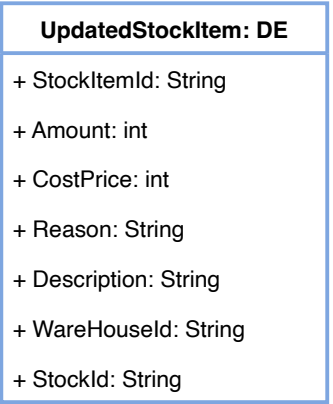 UpdatedStockItem: DE
+ StockItemId: String
+ Amount: int
+ CostPrice: int
+ Reason: String
+ Description: String
+ WareHouseId: String
+ StockId: String